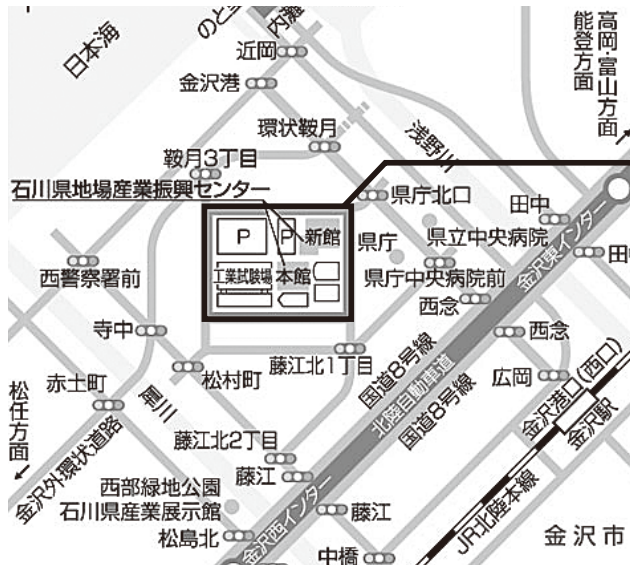 日本海
のと
内灘
近岡
金沢港
環状鞍月
浅野川
高岡・富山方面
能登方面
鞍月3丁目
石川県地場産業振興センター
県庁北口
田中
P
P
新館
県庁
県立中央病院
金沢東インター
田
工業試験場
本館
西警察署前
県庁中央病院前
西念
寺中
藤江北1丁目
国道8号線
北陸自動車道
国道8号線
西念
松村町
広岡
金沢港口(西口)
金沢駅
赤土町
松任方面
金沢外環状道路
犀川
藤江北2丁目
藤江
西部緑地公園
石川県産業展示館
金沢西インター
藤江
JR北陸本線
松島北
中橋
金沢市